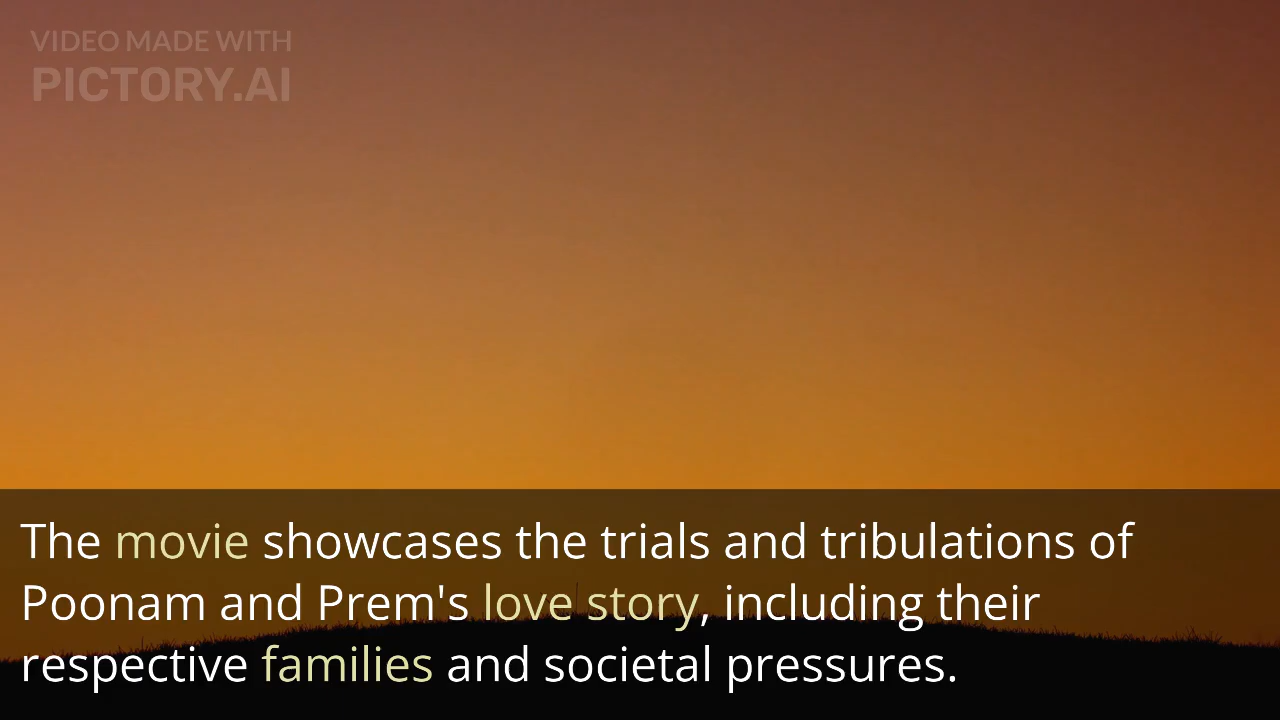 VIDEO MADE WITH
PICTORY.AI
The movie showcases the trials and tribulations of
Poonam and Prem's love story, including their
respective families and societal pressures.